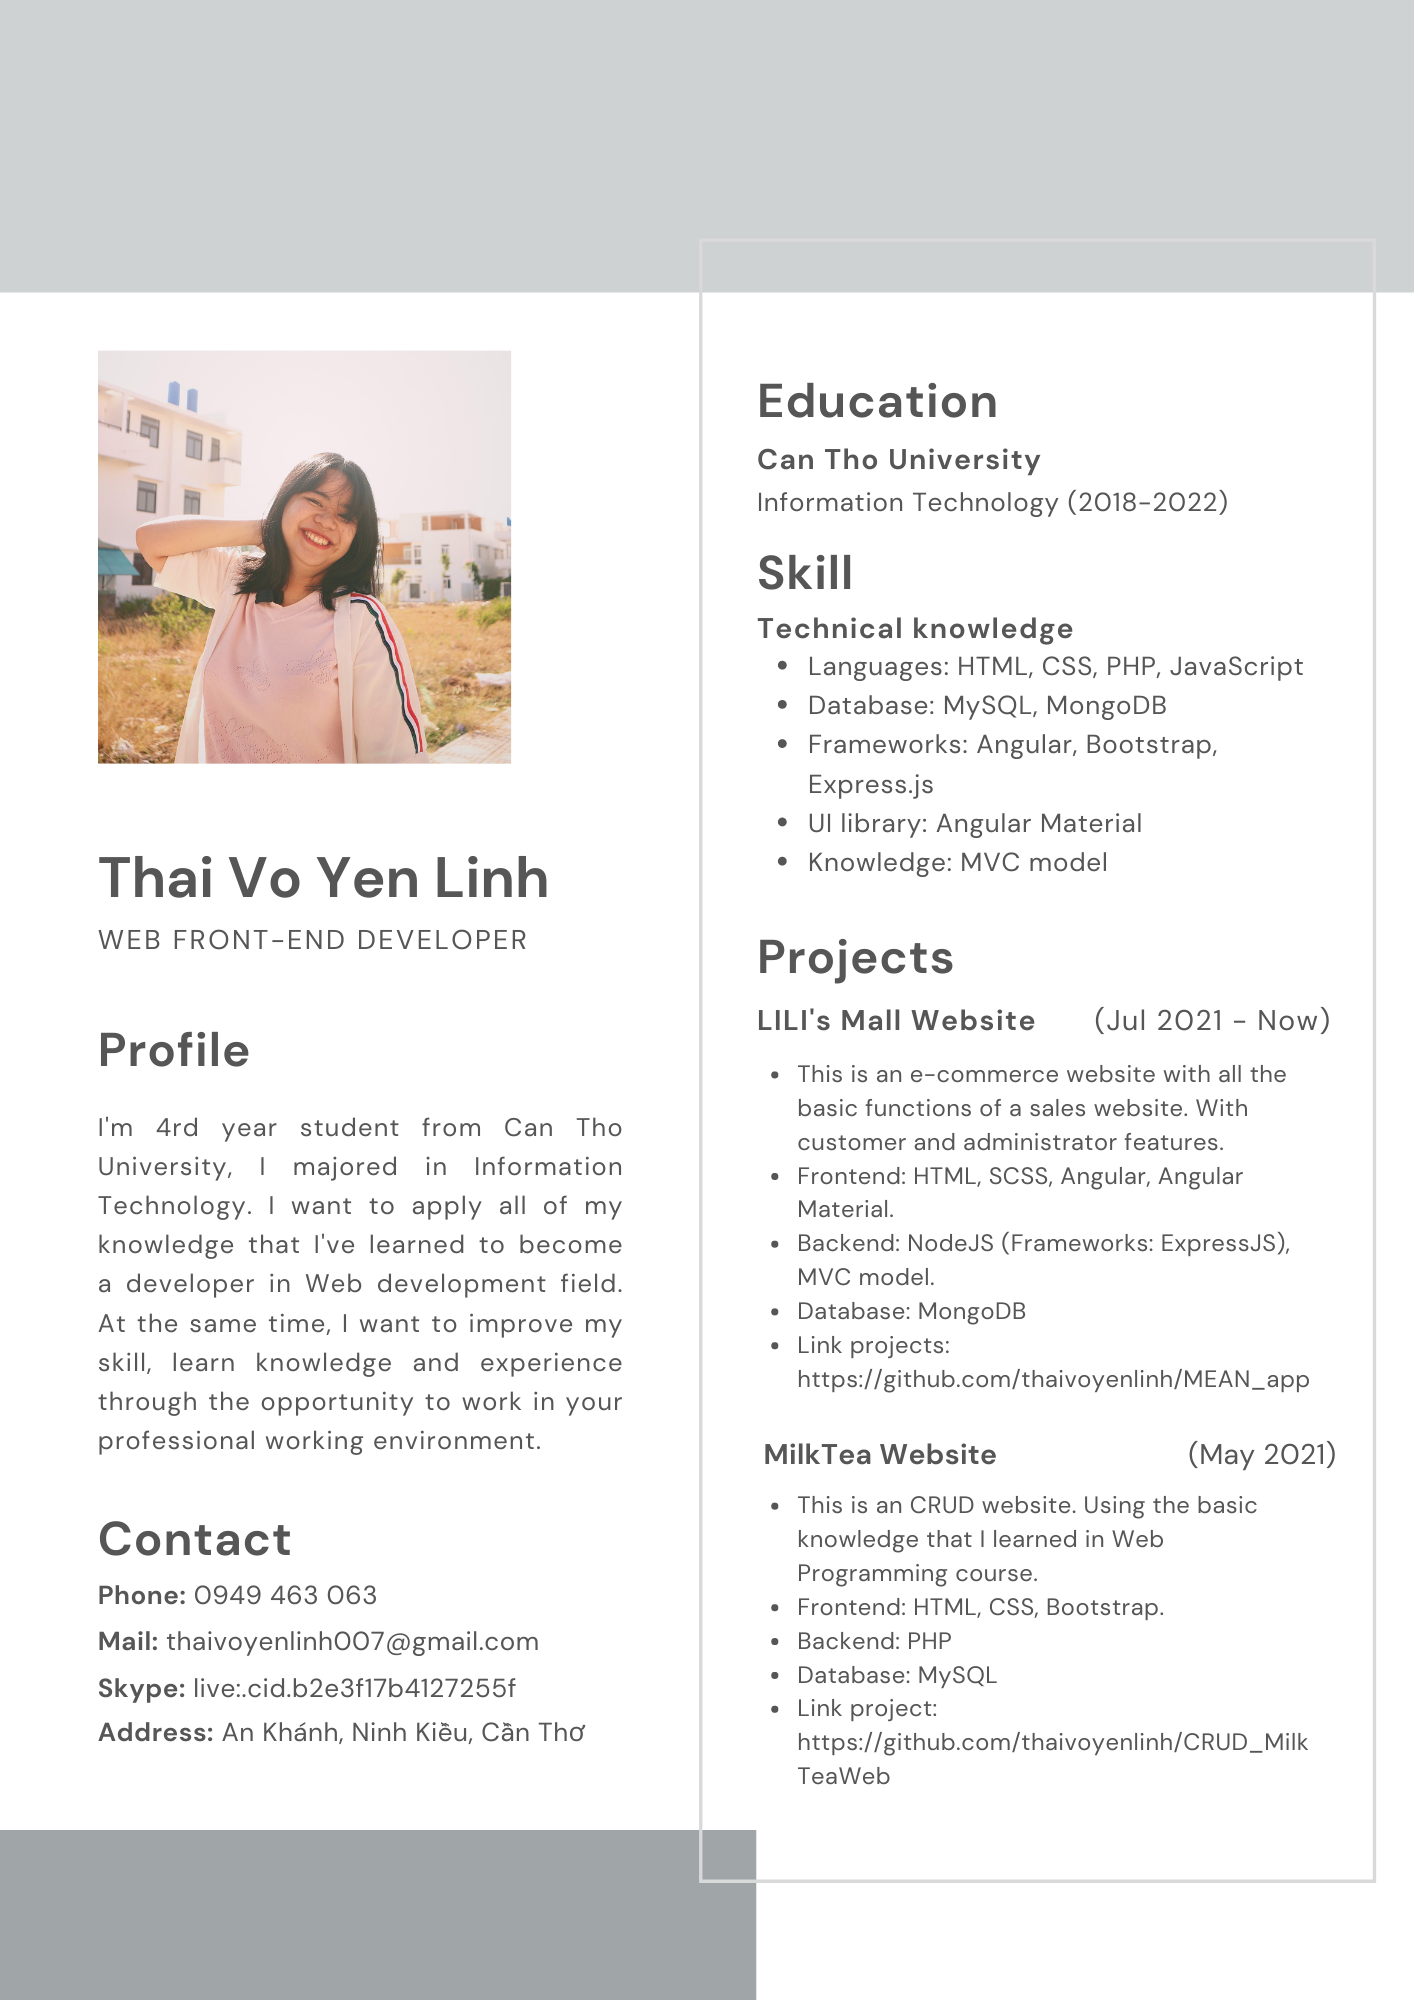 Thai Vo Yen Linh
WEB FRONT-END DEVELOPER
Profile
I'm 4rd year student from Can Tho
University, I majored in Information
Technology. I want to apply all of my
knowledge that I've learned to become
a developer in Web development field.
At the same time, I want to improve my
skill, learn knowledge and experience
through the opportunity to work in your
professional working environment.
Contact
Phone: 0949 463 063
Mail: thaivoyenlinh007@gmail.com
Skype: live:.cid.b2e3f17b4127255f
Address: An Khánh, Ninh Kiều, Cần Thơ
Education
Can Tho University
Information Technology (2018-2022)
Skill
Technical knowledge
• Languages: HTML, CSS, PHP, JavaScript
• Database: MySQL, MongoDB
• Frameworks: Angular, Bootstrap,
Express.js
• UI library: Angular Material
• Knowledge: MVC model
Projects
LILI's Mall Website (Jul 2021 - Now)
• This is an e-commerce website with all the
basic functions of a sales website. With
customer and administrator features.
• Frontend: HTML, SCSS, Angular, Angular
Material.
• Backend: NodeJS (Frameworks: ExpressJS),
MVC model.
• Database: MongoDB
• Link projects:
https://github.com/thaivoyenlinh/MEAN_app
MilkTea Website (May 2021)
• This is an CRUD website. Using the basic
knowledge that I learned in Web
Programming course.
• Frontend: HTML, CSS, Bootstrap.
• Backend: PHP
• Database: MySQL
• Link project:
https://github.com/thaivoyenlinh/CRUD_Milk
TeaWeb